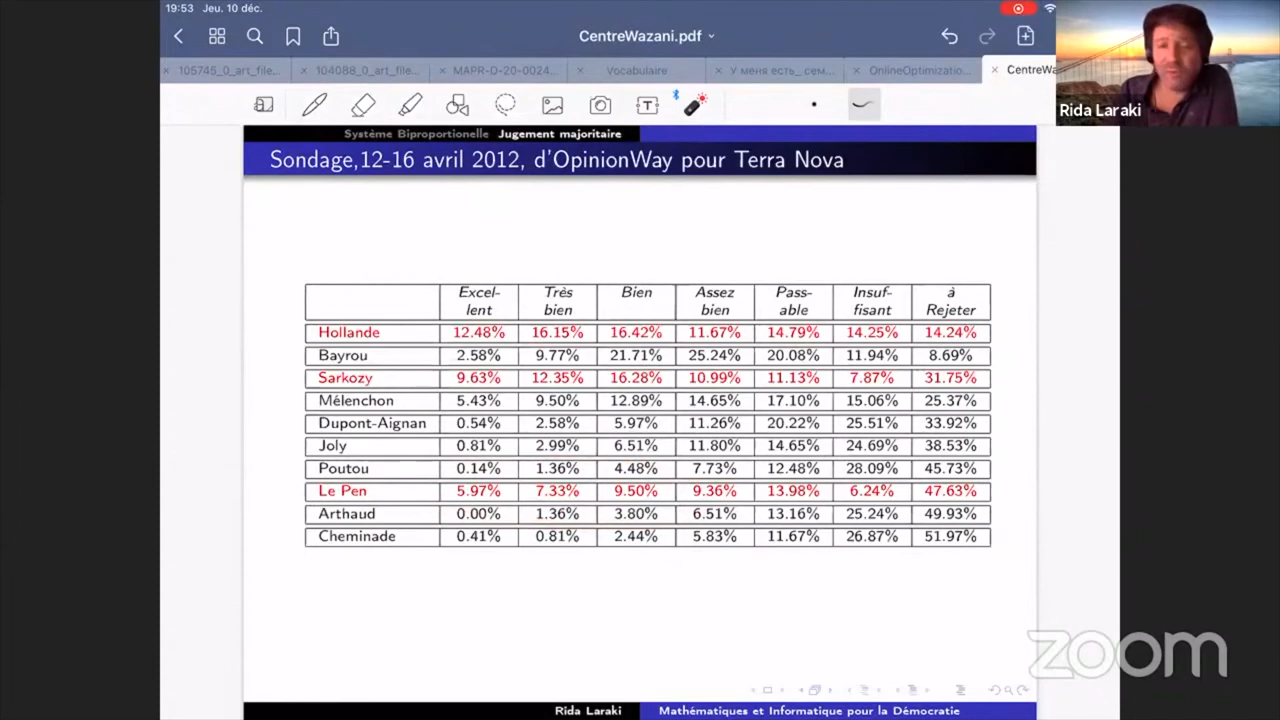 19:53 Jeu. 10 déc.
CentreWazani.pdf
105745_0_art_file...
104088_0_art_file...
MAPR-D-20-0024...
Vocabulaire
У меня есть_ сем...
OnlineOptimizatio...
CentreWa
Rida Laraki
Système Biproportionelle Jugement majoritaire
Sondage,12-16 avril 2012, d'OpinionWay pour Terra Nova
Excel-lent Très bien Bien Assez bien Pass-able Insuf-fisant à Rejeter
Hollande 12.48% 16.15% 16.42% 11.67% 14.79% 14.25% 14.24%
Bayrou 2.58% 9.77% 21.71% 25.24% 20.08% 11.94% 8.69%
Sarkozy 9.63% 12.35% 16.28% 10.99% 11.13% 7.87% 31.75%
Mélenchon 5.43% 9.50% 12.89% 14.65% 17.10% 15.06% 25.37%
Dupont-Aignan 0.54% 2.58% 5.97% 11.26% 20.22% 25.51% 33.92%
Joly 0.81% 2.99% 6.51% 11.80% 14.65% 24.69% 38.53%
Poutou 0.14% 1.36% 4.48% 7.73% 12.48% 28.09% 45.73%
Le Pen 5.97% 7.33% 9.50% 9.36% 13.98% 6.24% 47.63%
Arthaud 0.00% 1.36% 3.80% 6.51% 13.16% 25.24% 49.93%
Cheminade 0.41% 0.81% 2.44% 5.83% 11.67% 26.87% 51.97%
zoom
Rida Laraki Mathématiques et Informatique pour la Démocratie